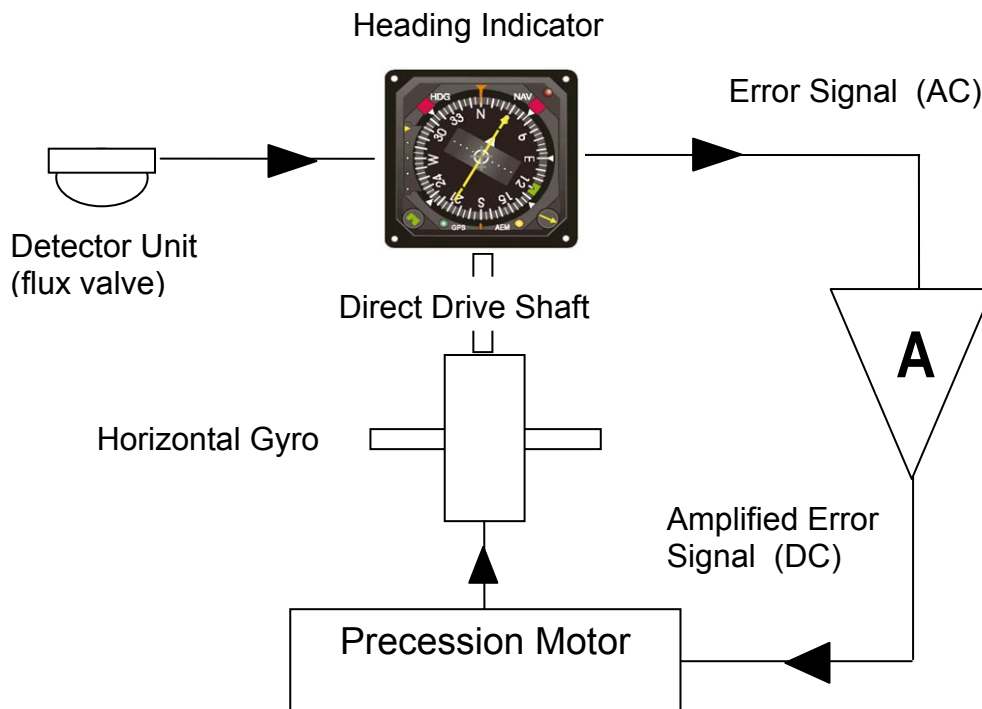 Heading Indicator
Error Signal (AC)
HDG
NAV
N
33
30
6
W
E
24
12
21
15
S
GPS
AEM
Detector Unit
(flux valve)
Direct Drive Shaft
A
Horizontal Gyro
Amplified Error
Signal (DC)
Precession Motor